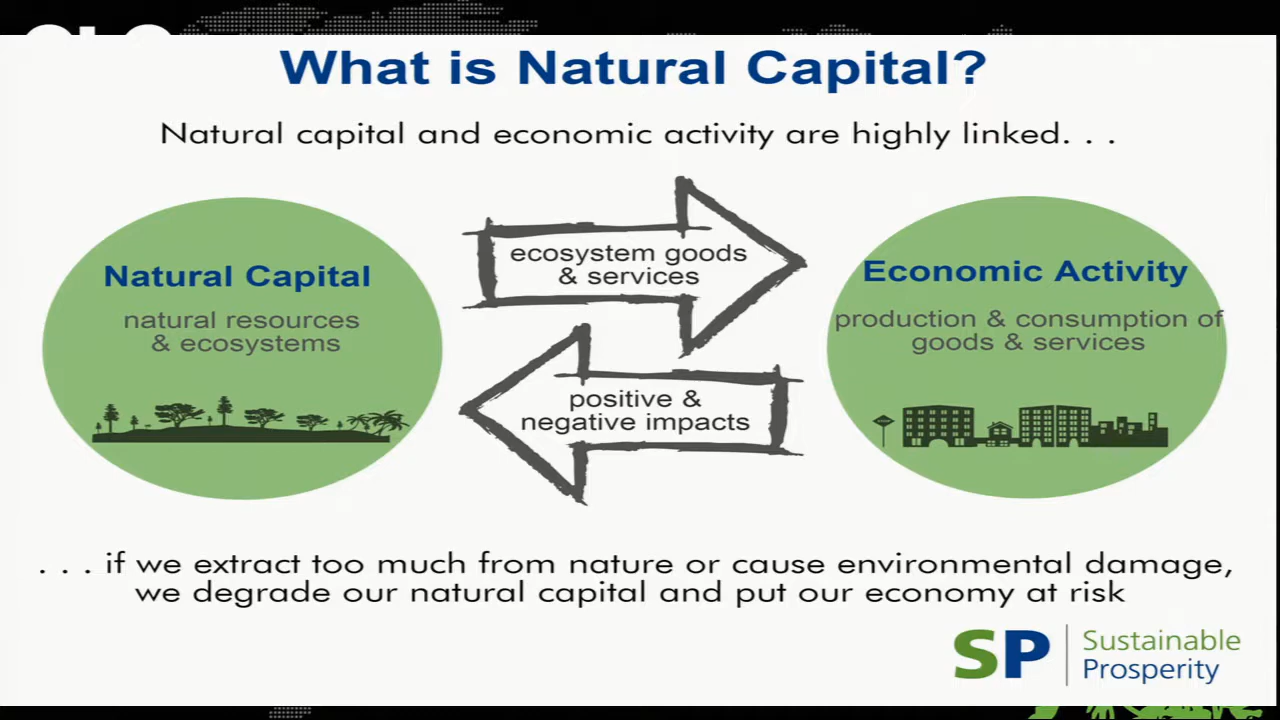 What is Natural Capital?
Natural capital and economic activity are highly linked. . .
ecosystem goods
& services
Natural Capital
natural resources
& ecosystems
Economic Activity
production & consumption of
goods & services
positive &
negative impacts
. . . if we extract too much from nature or cause environmental damage,
we degrade our natural capital and put our economy at risk
SP
Sustainable
Prosperity